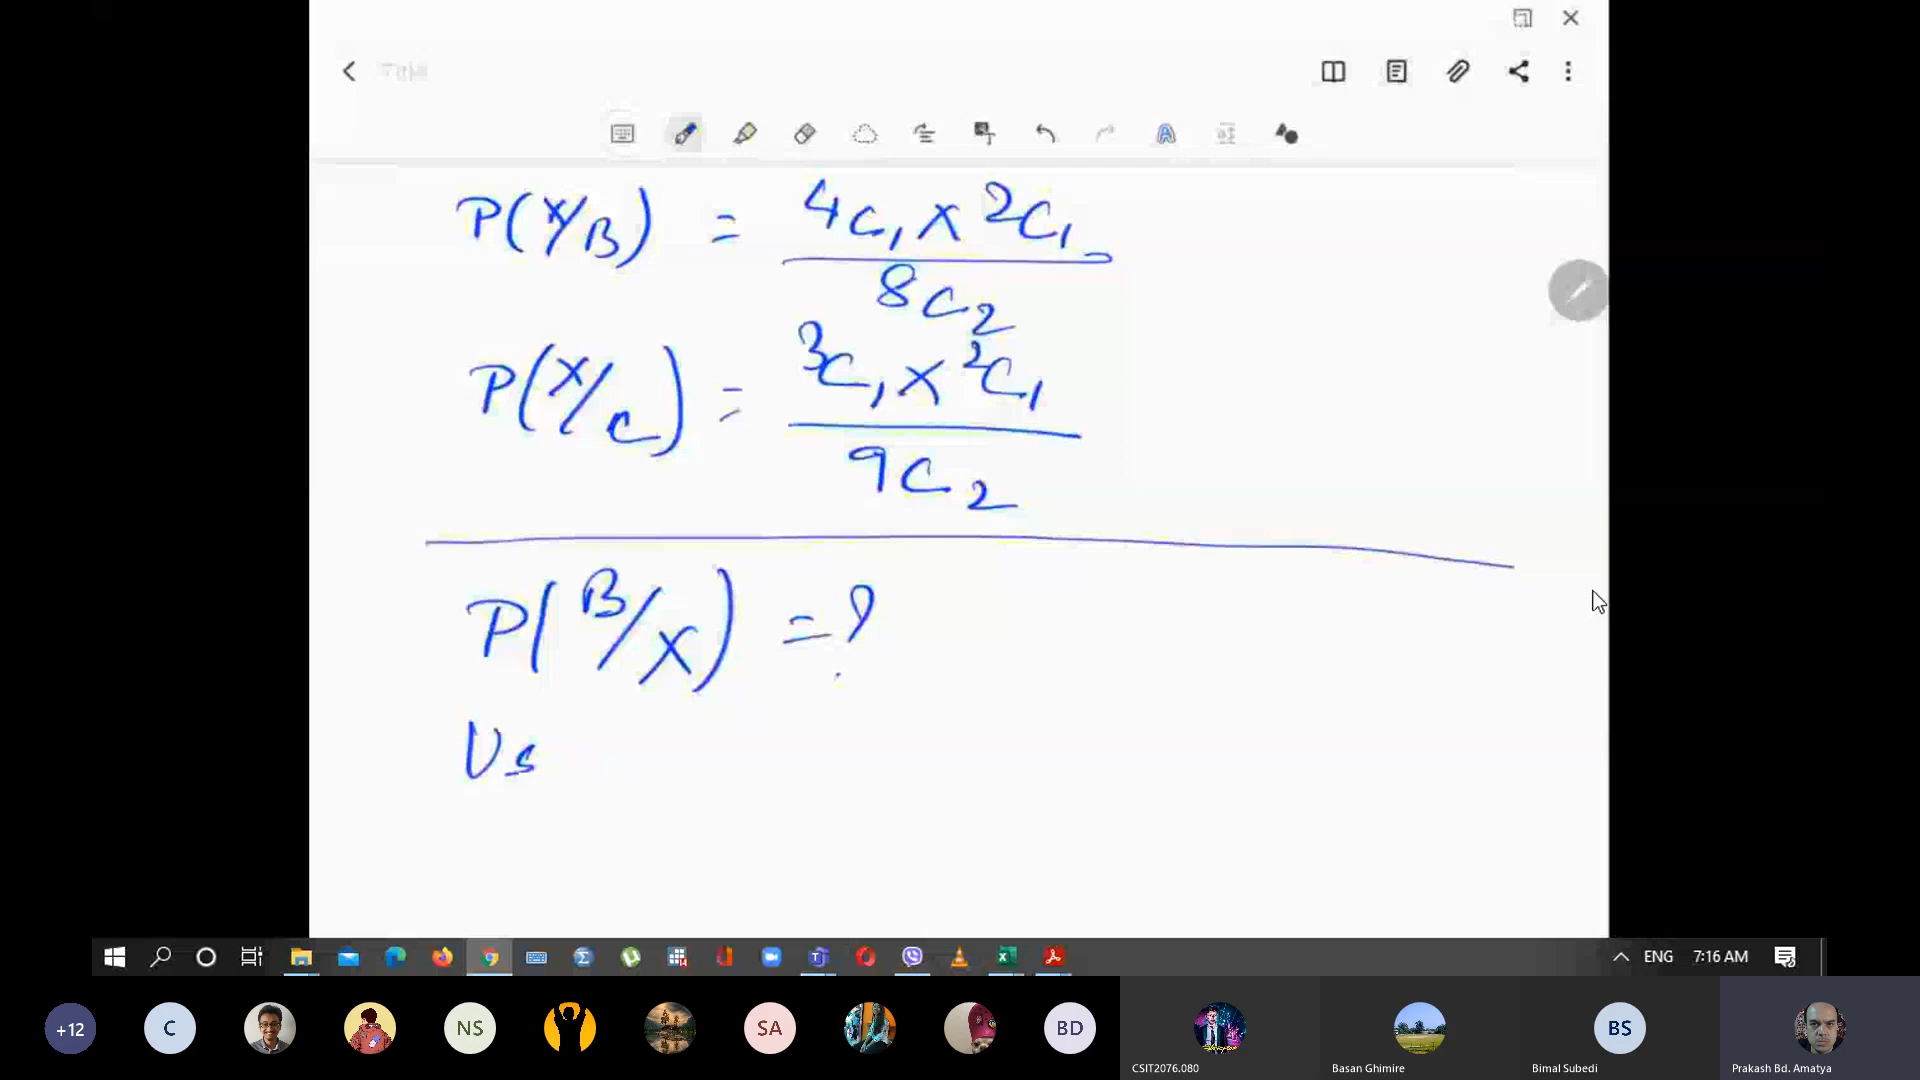 Title
P(X/B) = 4C₁ X 2C₁
8C₂
P(X/C) = 3C₁ X 2C₁
9C₂
P(B/X) = ?
Us
ENG 7:16 AM
+12 C NS SA BD BS
CSIT2076.080 Basan Ghimire Bimal Subedi Prakash Bd. Amatya